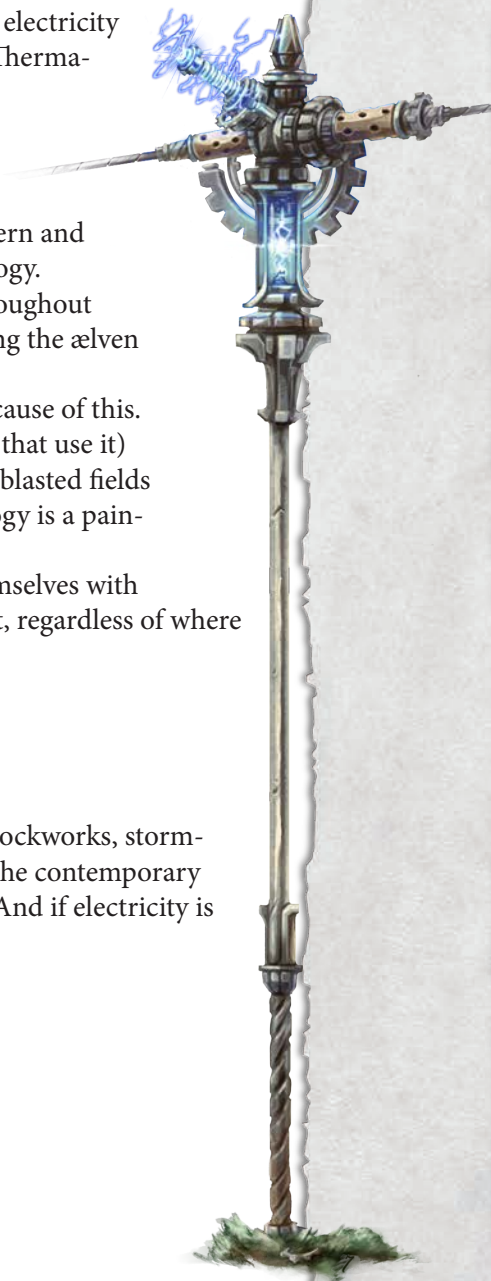 electricity
Therma-
ern and
ogy.
oughout
ng the ælven
cause of this.
that use it)
blasted fields
ogy is a pain-
mselves with
t, regardless of where
ockworks, storm-
he contemporary
And if electricity is